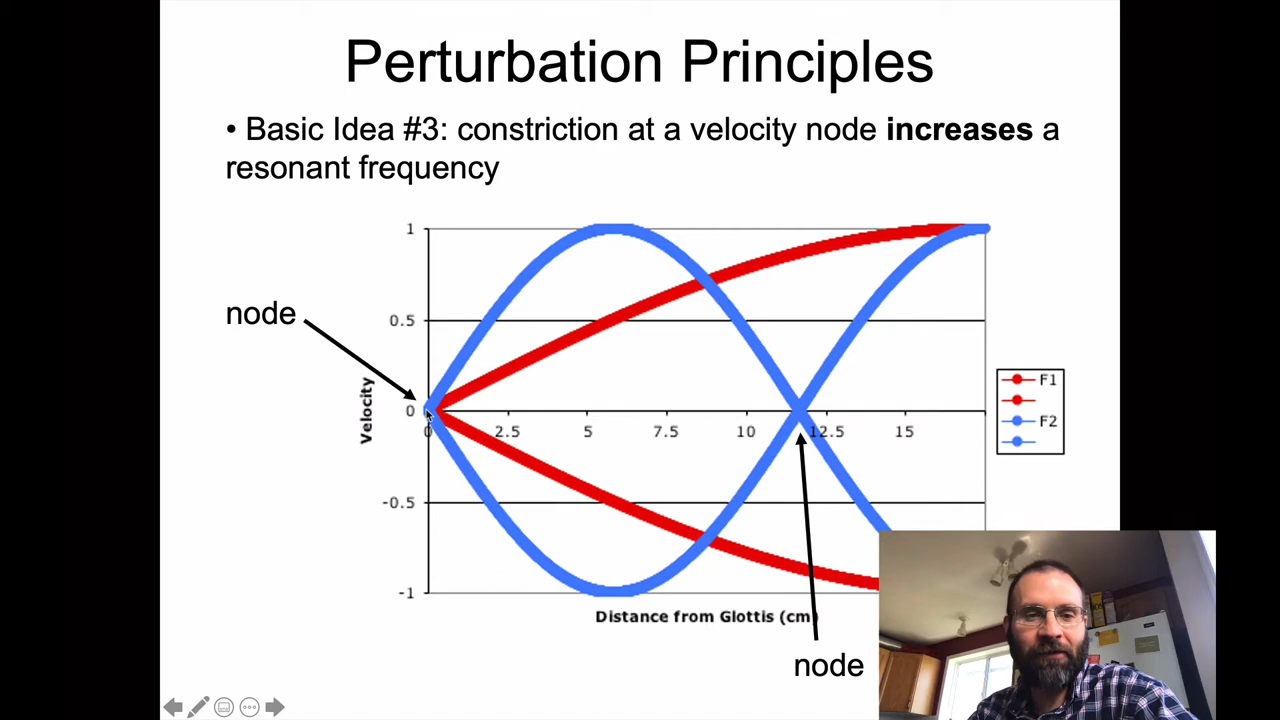 Perturbation Principles
• Basic Idea #3: constriction at a velocity node increases a
resonant frequency
node
Velocity
1
0.5
0
-0.5
-1
0 2.5 5 7.5 10 12.5 15
Distance from Glottis (cm)
F1
F2
node